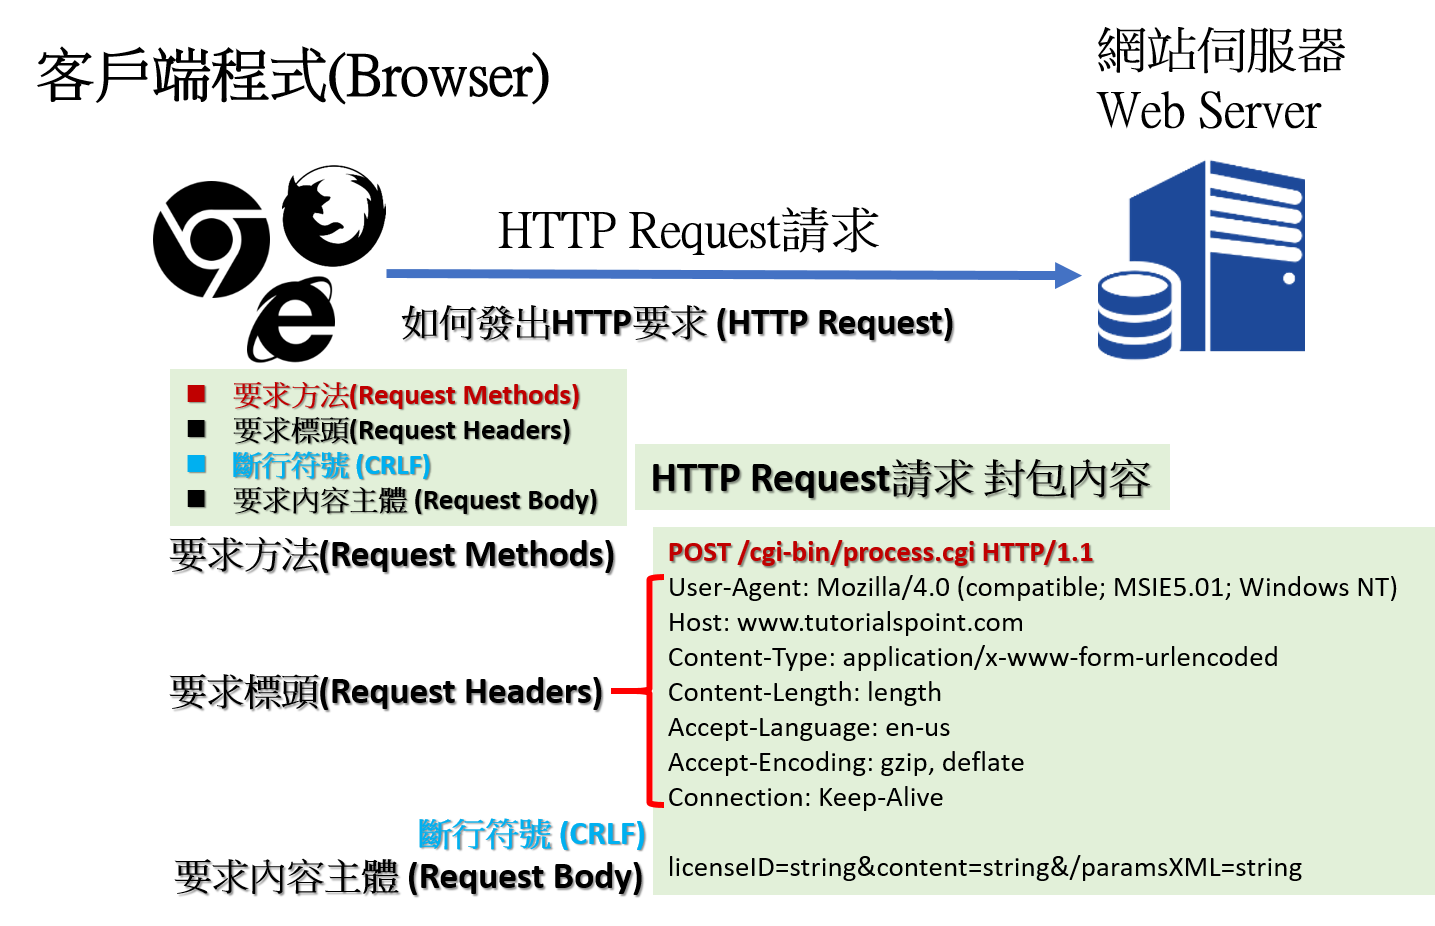 客戶端程式(Browser)
網站伺服器
Web Server
HTTP Request請求
如何發出HTTP要求 (HTTP Request)
要求方法(Request Methods)
要求標頭(Request Headers)
斷行符號 (CRLF)
要求內容主體 (Request Body)
HTTP Request請求 封包內容
要求方法(Request Methods)
POST /cgi-bin/process.cgi HTTP/1.1
User-Agent: Mozilla/4.0 (compatible; MSIE5.01; Windows NT)
Host: www.tutorialspoint.com
Content-Type: application/x-www-form-urlencoded
要求標頭(Request Headers)
Content-Length: length
Accept-Language: en-us
Accept-Encoding: gzip, deflate
Connection: Keep-Alive
斷行符號 (CRLF)
要求內容主體 (Request Body)
licenseID=string&content=string&/paramsXML=string